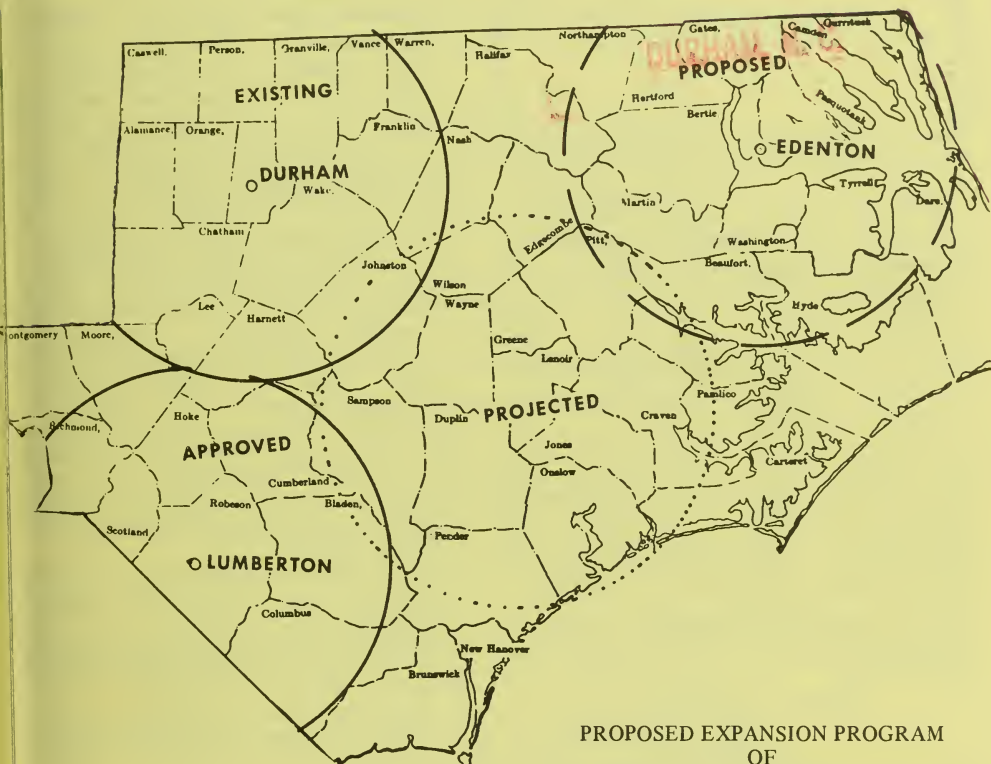 Caswell,
Person,
Granville,
Vance
Warren,
Northampton
Gates,
Camden
Currituck
Halifax
DURHAM, N. C.
EXISTING
PROPOSED
Hertford
Bertie
Pasquotank
Alamance,
Orange,
Franklin
Nash
EDENTON
DURHAM
Wake,
Tyrrell
Martin
Dare,
Chatham
Edgecombe
Pitt,
Washington
Johnston
Beaufort,
Wilson
Lee
Harnett
Wayne
Hyde
ontgomery
Moore,
Greene
Lenoir
Sampson
Pamlico
Duplin
PROJECTED
Hoke
Craven
Richmond,
APPROVED
Jones
Onslow
Carteret
Cumberland
Robeson
Bladen,
Scotland
Pender
LUMBERTON
Columbus
New Hanover
Brunswick
PROPOSED EXPANSION PROGRAM
OF